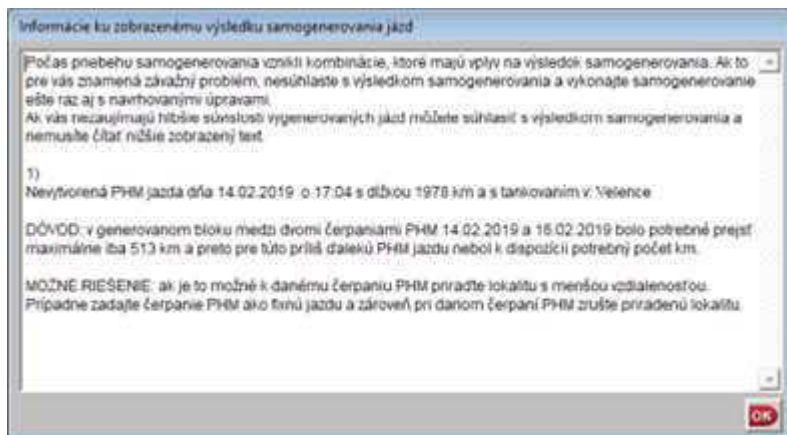 Informácie ku zobrazenému výsledku samogenerovania jázd
Počas priebehu samogenerovania vznikli kombinácie, ktoré majú vplyv na výsledok samogenerovania. Ak to
pre vás znamená závažný problém, nesúhlaste s výsledkom samogenerovania a vykonajte samogenerovanie
ešte raz aj s navrhovanými úpravami.
Ak vás nezaujímajú hlbšie súvislosti vygenerovaných jázd môžete súhlasiť s výsledkom samogenerovania a
nemusíte čítať nižšie zobrazený text.
1)
Nevytvorená PHM jazda dňa 14.02.2019 o 17:04 s dĺžkou 1978 km a s tankovaním v: Velence
DÔVOD: v generovanom bloku medzi dvomi čerpaniami PHM 14.02.2019 a 16.02.2019 bolo potrebné prejsť
maximálne iba 513 km a preto pre túto príliš ďalekú PHM jazdu nebol k dispozícii potrebný počet km.
MOŽNÉ RIEŠENIE: ak je to možné k danému čerpaniu PHM priraďte lokalitu s menšou vzdialenosťou.
Prípadne zadajte čerpanie PHM ako fixnú jazdu a zároveň pri danom čerpaní PHM zrušte priradenú lokalitu.
OK